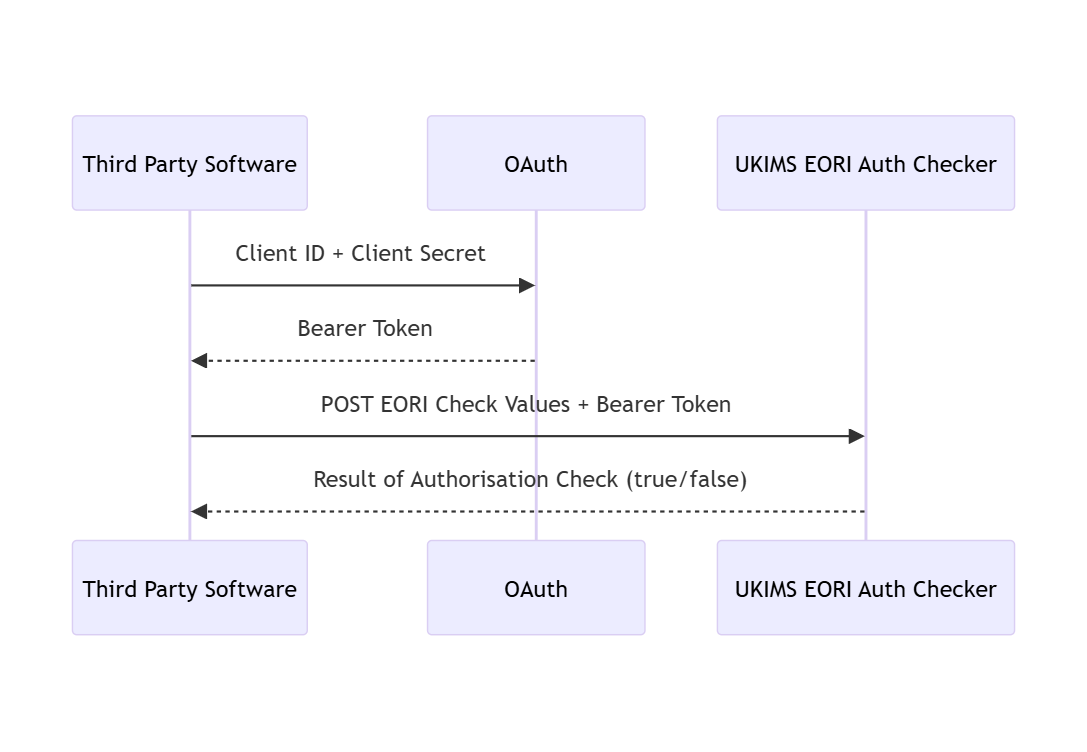 Third Party Software
OAuth
UKIMS EORI Auth Checker
Client ID + Client Secret
Bearer Token
POST EORI Check Values + Bearer Token
Result of Authorisation Check (true/false)
Third Party Software
OAuth
UKIMS EORI Auth Checker